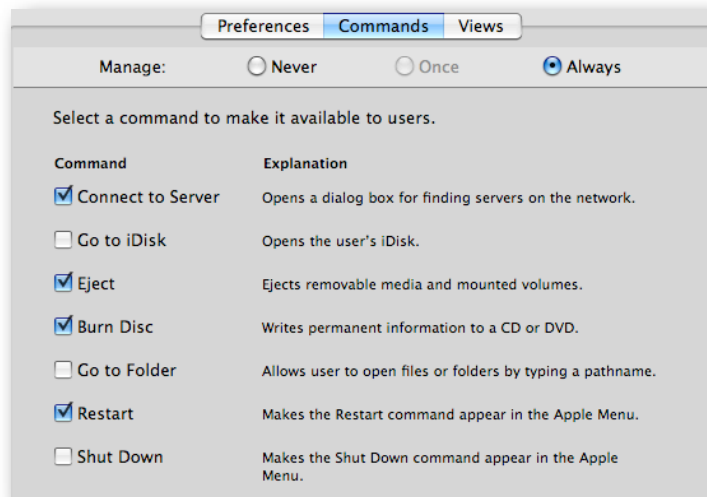 Preferences Commands Views
Manage: Never Once Always
Select a command to make it available to users.
Command Explanation
Connect to Server Opens a dialog box for finding servers on the network.
Go to iDisk Opens the user's iDisk.
Eject Ejects removable media and mounted volumes.
Burn Disc Writes permanent information to a CD or DVD.
Go to Folder Allows user to open files or folders by typing a pathname.
Restart Makes the Restart command appear in the Apple Menu.
Shut Down Makes the Shut Down command appear in the Apple
Menu.